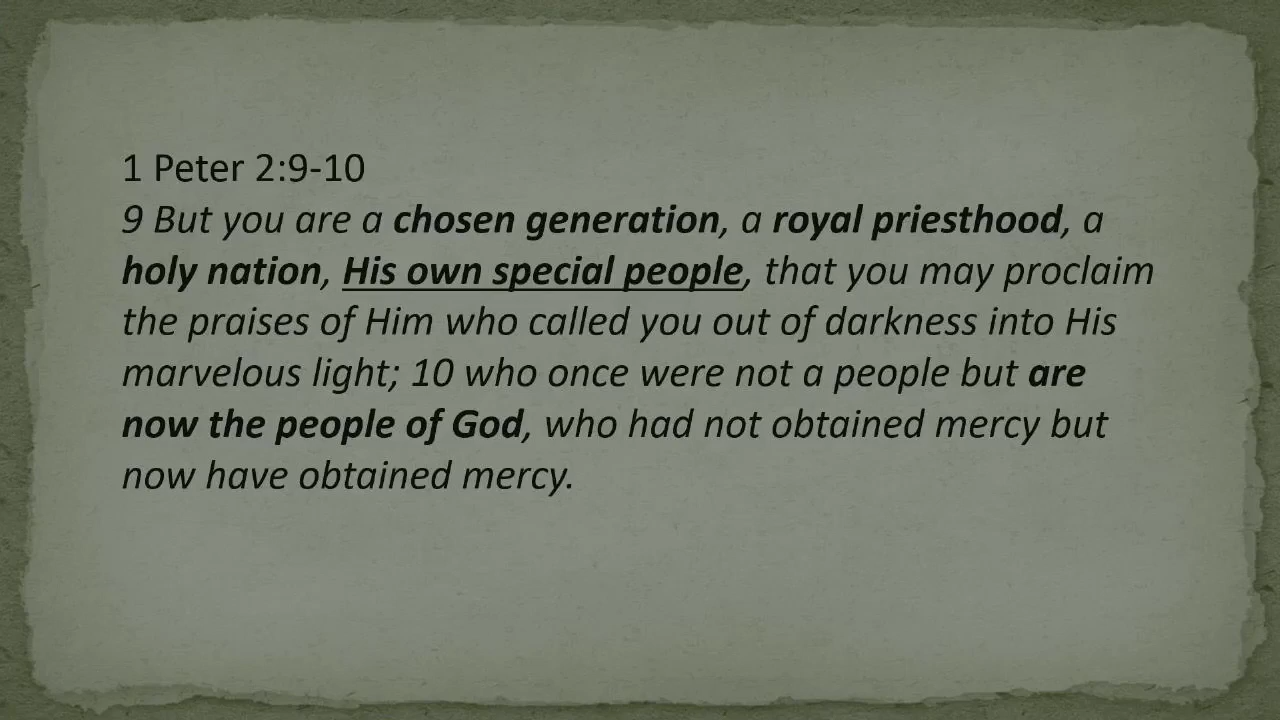 1 Peter 2:9-10
9 But you are a chosen generation, a royal priesthood, a
holy nation, His own special people, that you may proclaim
the praises of Him who called you out of darkness into His
marvelous light; 10 who once were not a people but are
now the people of God, who had not obtained mercy but
now have obtained mercy.